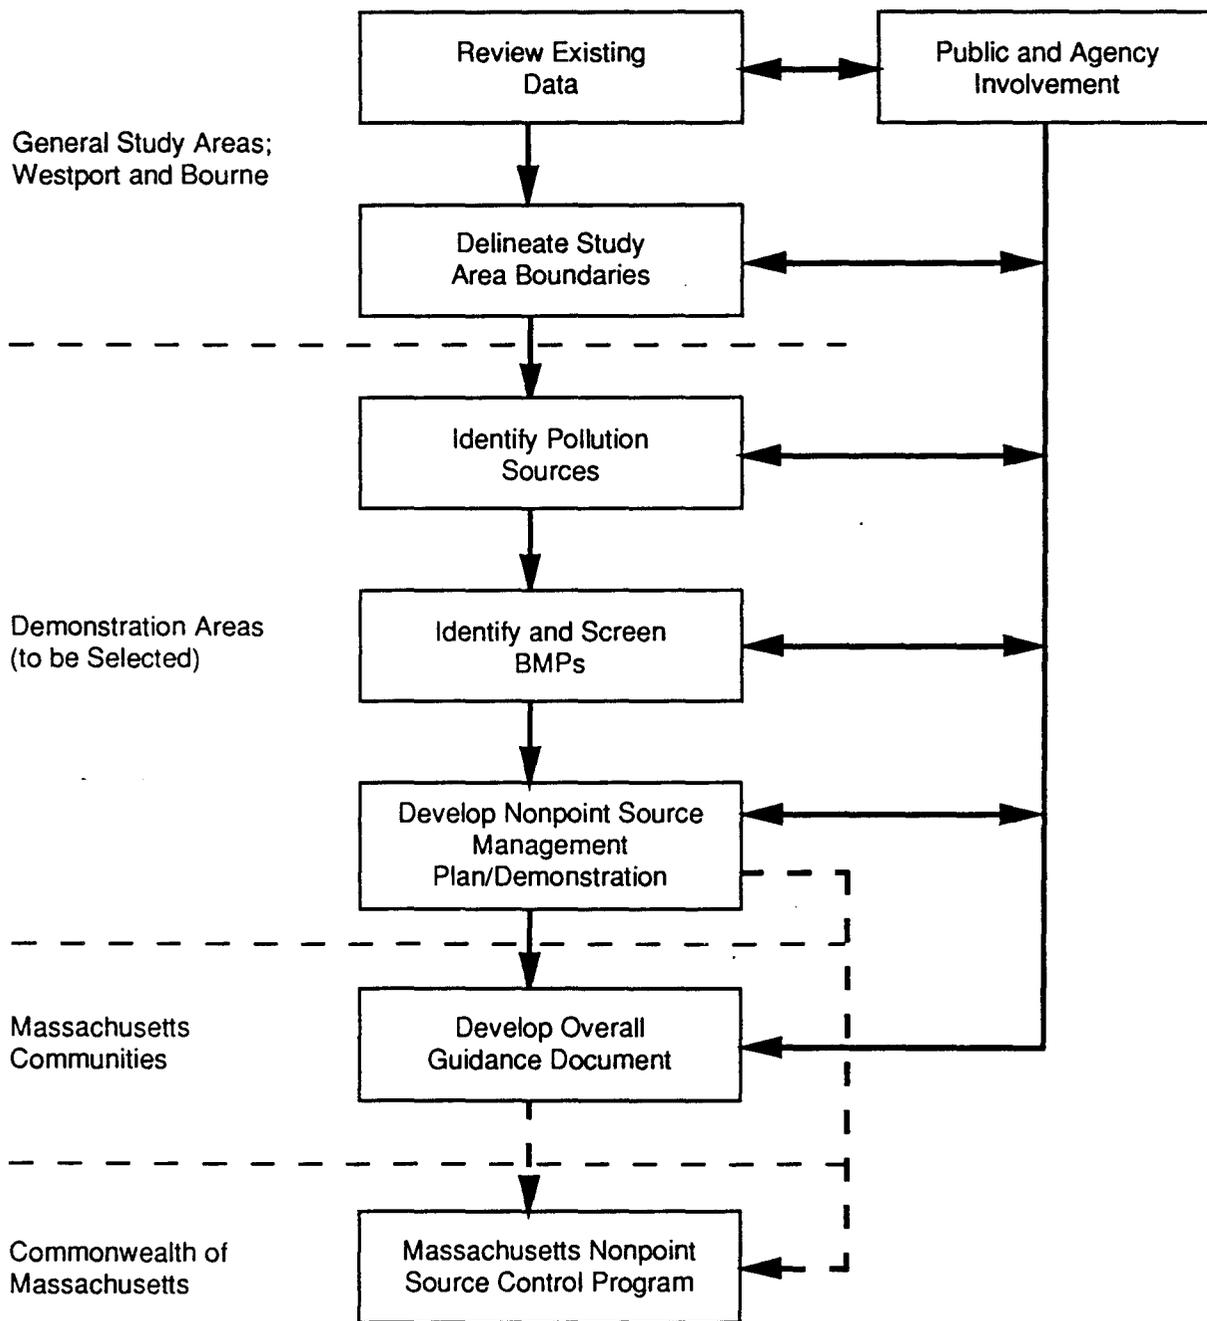 Review Existing
Data
Public and Agency
Involvement
General Study Areas;
Westport and Bourne
Delineate Study
Area Boundaries
Identify Pollution
Sources
Demonstration Areas
(to be Selected)
Identify and Screen
BMPs
Develop Nonpoint Source
Management
Plan/Demonstration
Massachusetts
Communities
Develop Overall
Guidance Document
Commonwealth of
Massachusetts
Massachusetts Nonpoint
Source Control Program